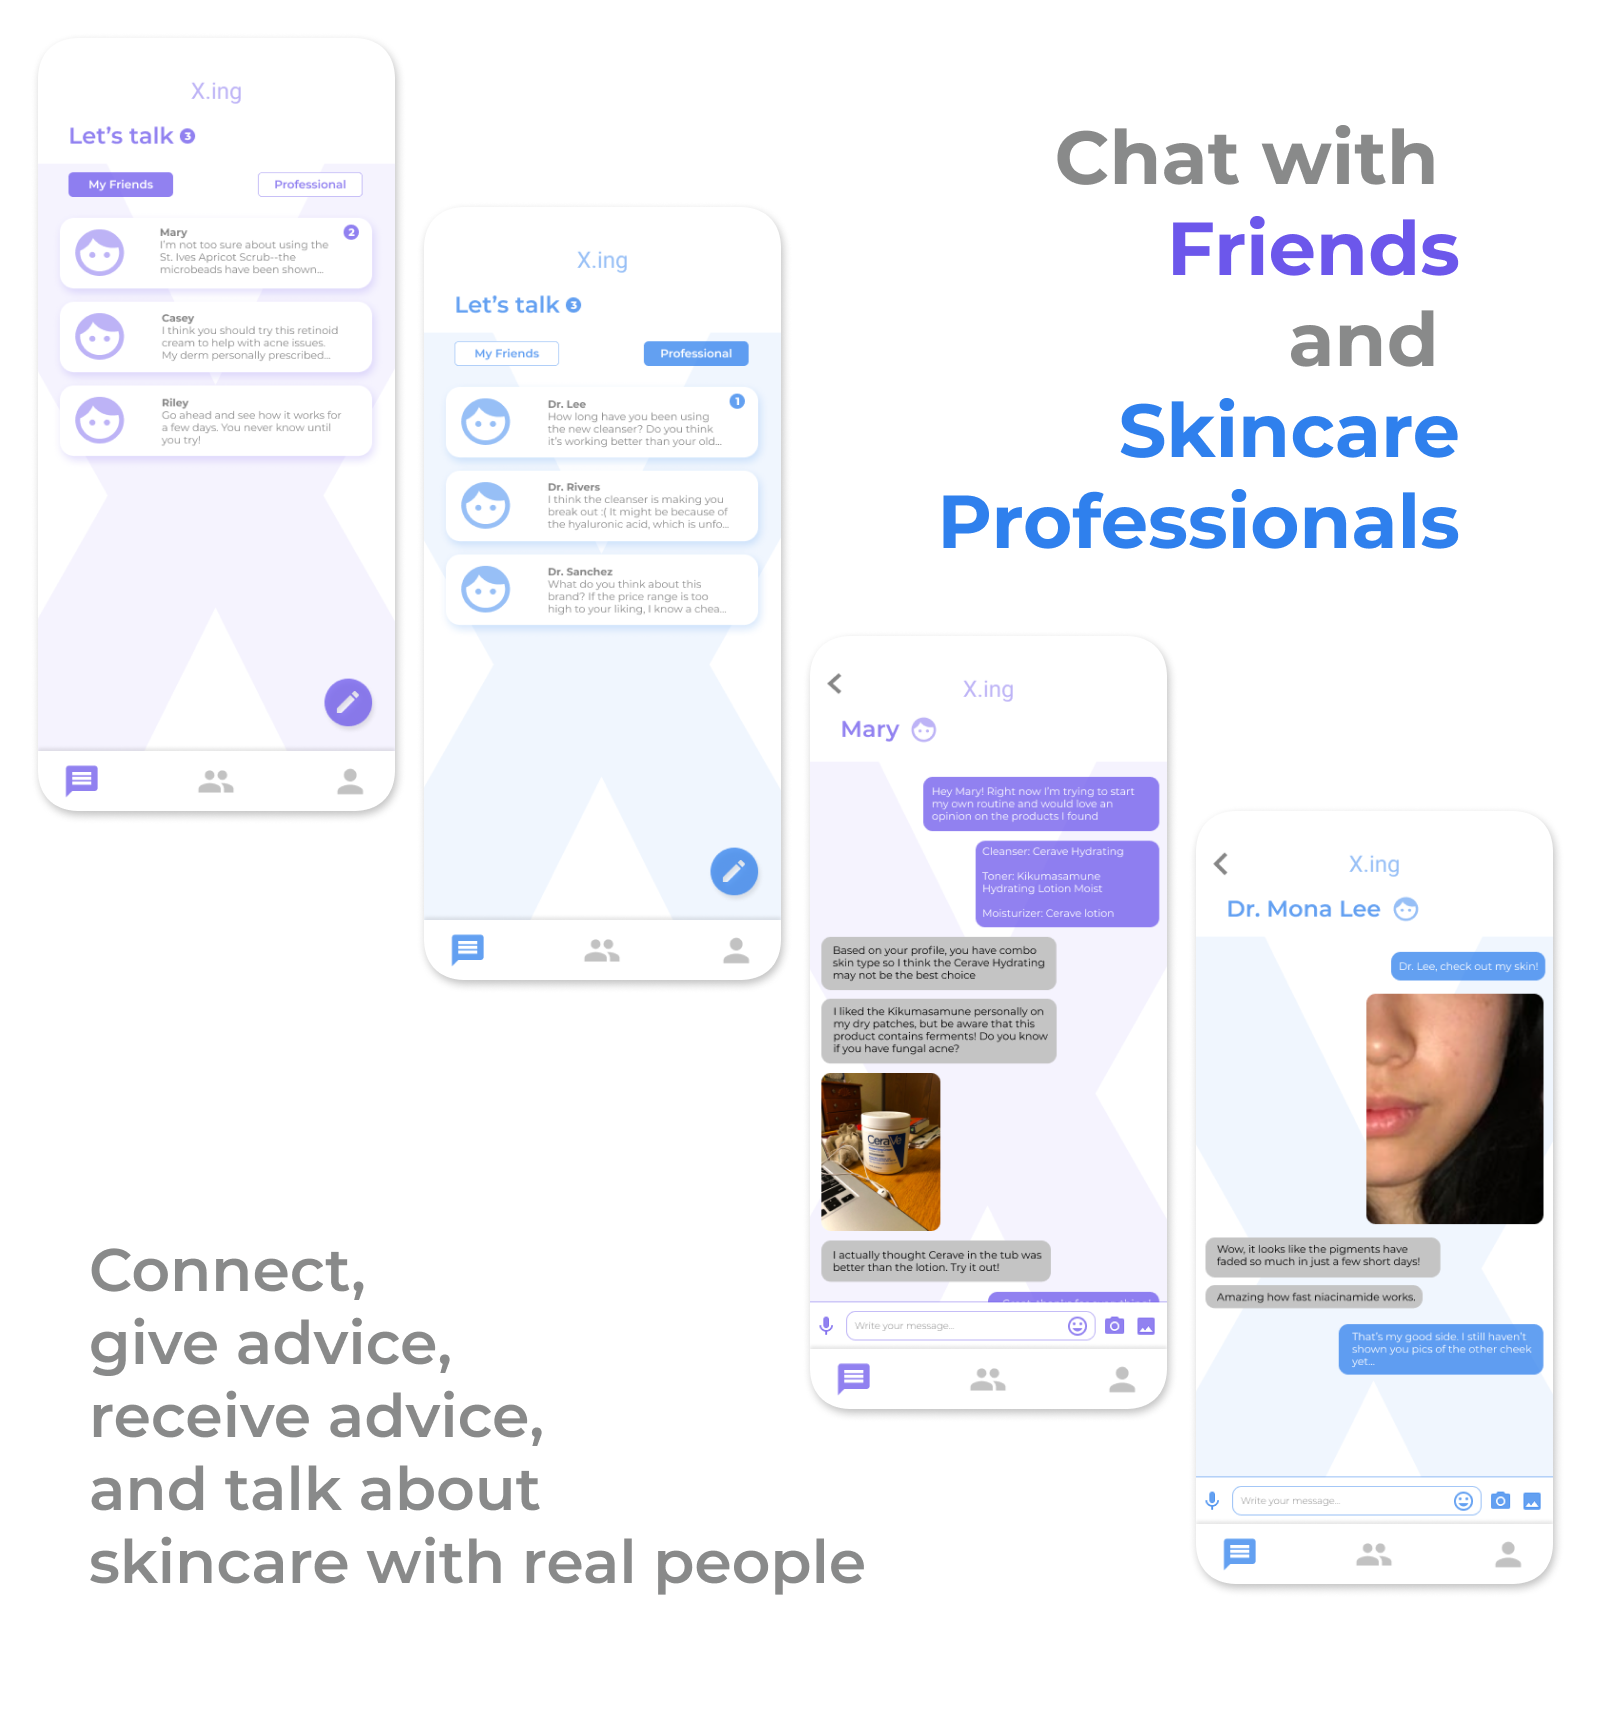 X.ing
Let's talk 3
My Friends
Professional
Mary
2
I'm not too sure about using the
St. Ives Apricot Scrub--the
microbeads have been shown...
Casey
I think you should try this retinoid
cream to help with acne issues.
My derm personally prescribed...
Riley
Go ahead and see how it works for
a few days. You never know until
you try!
X.ing
Let's talk 3
My Friends
Professional
Dr. Lee
1
How long have you been using
the new cleanser? Do you think
it's working better than your old...
Dr. Rivers
I think the cleanser is making you
break out :( It might be because of
the hyaluronic acid, which is unfo...
Dr. Sanchez
What do you think about this
brand? If the price range is too
high to your liking, I know a chea...
Chat with
Friends
and
Skincare
Professionals
X.ing
Mary
Hey Mary! Right now I'm trying to start
my own routine and would love an
opinion on the products I found
Cleanser: Cerave Hydrating
Toner: Kikumasamune
Hydrating Lotion Moist
Moisturizer: Cerave lotion
Based on your profile, you have combo
skin type so I think the Cerave Hydrating
may not be the best choice
I liked the Kikumasamune personally on
my dry patches, but be aware that this
product contains ferments! Do you know
if you have fungal acne?
CeraVe
I actually thought Cerave in the tub was
better than the lotion. Try it out!
Write your message...
X.ing
Dr. Mona Lee
Dr. Lee, check out my skin!
Wow, it looks like the pigments have
faded so much in just a few short days!
Amazing how fast niacinamide works.
That's my good side. I still haven't
shown you pics of the other cheek
yet...
Write your message...
Connect,
give advice,
receive advice,
and talk about
skincare with real people